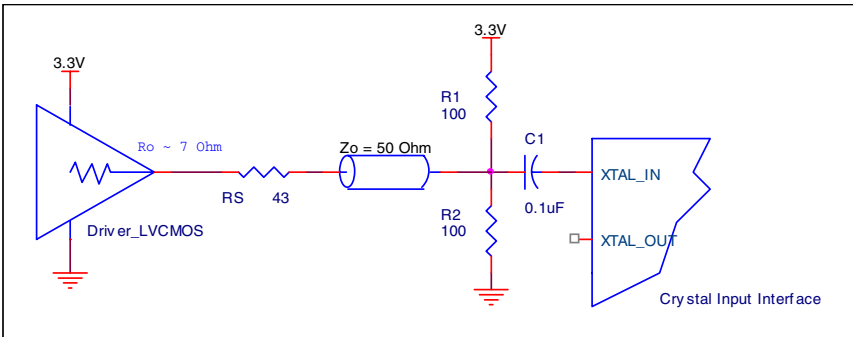 3.3V
3.3V
R1
100
Ro ~ 7 Ohm
Zo = 50 Ohm
C1
XTAL_IN
RS 43
0.1uF
R2
100
Driver_LVCMOS
XTAL_OUT
Crystal Input Interface